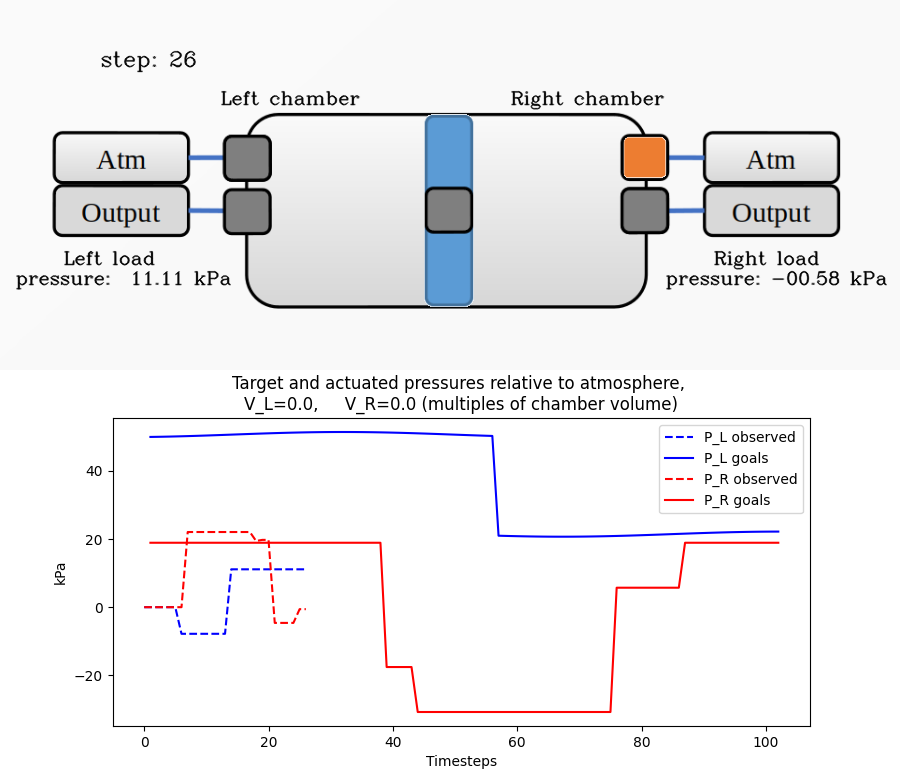 step: 26
Left chamber
Right chamber
Atm
Atm
Output
Output
Left load
pressure:  11.11 kPa
Right load
pressure: −00.58 kPa
Target and actuated pressures relative to atmosphere,
V_L=0.0,     V_R=0.0 (multiples of chamber volume)
P_L observed
P_L goals
P_R observed
P_R goals
kPa
40
20
0
−20
0
20
40
60
80
100
Timesteps